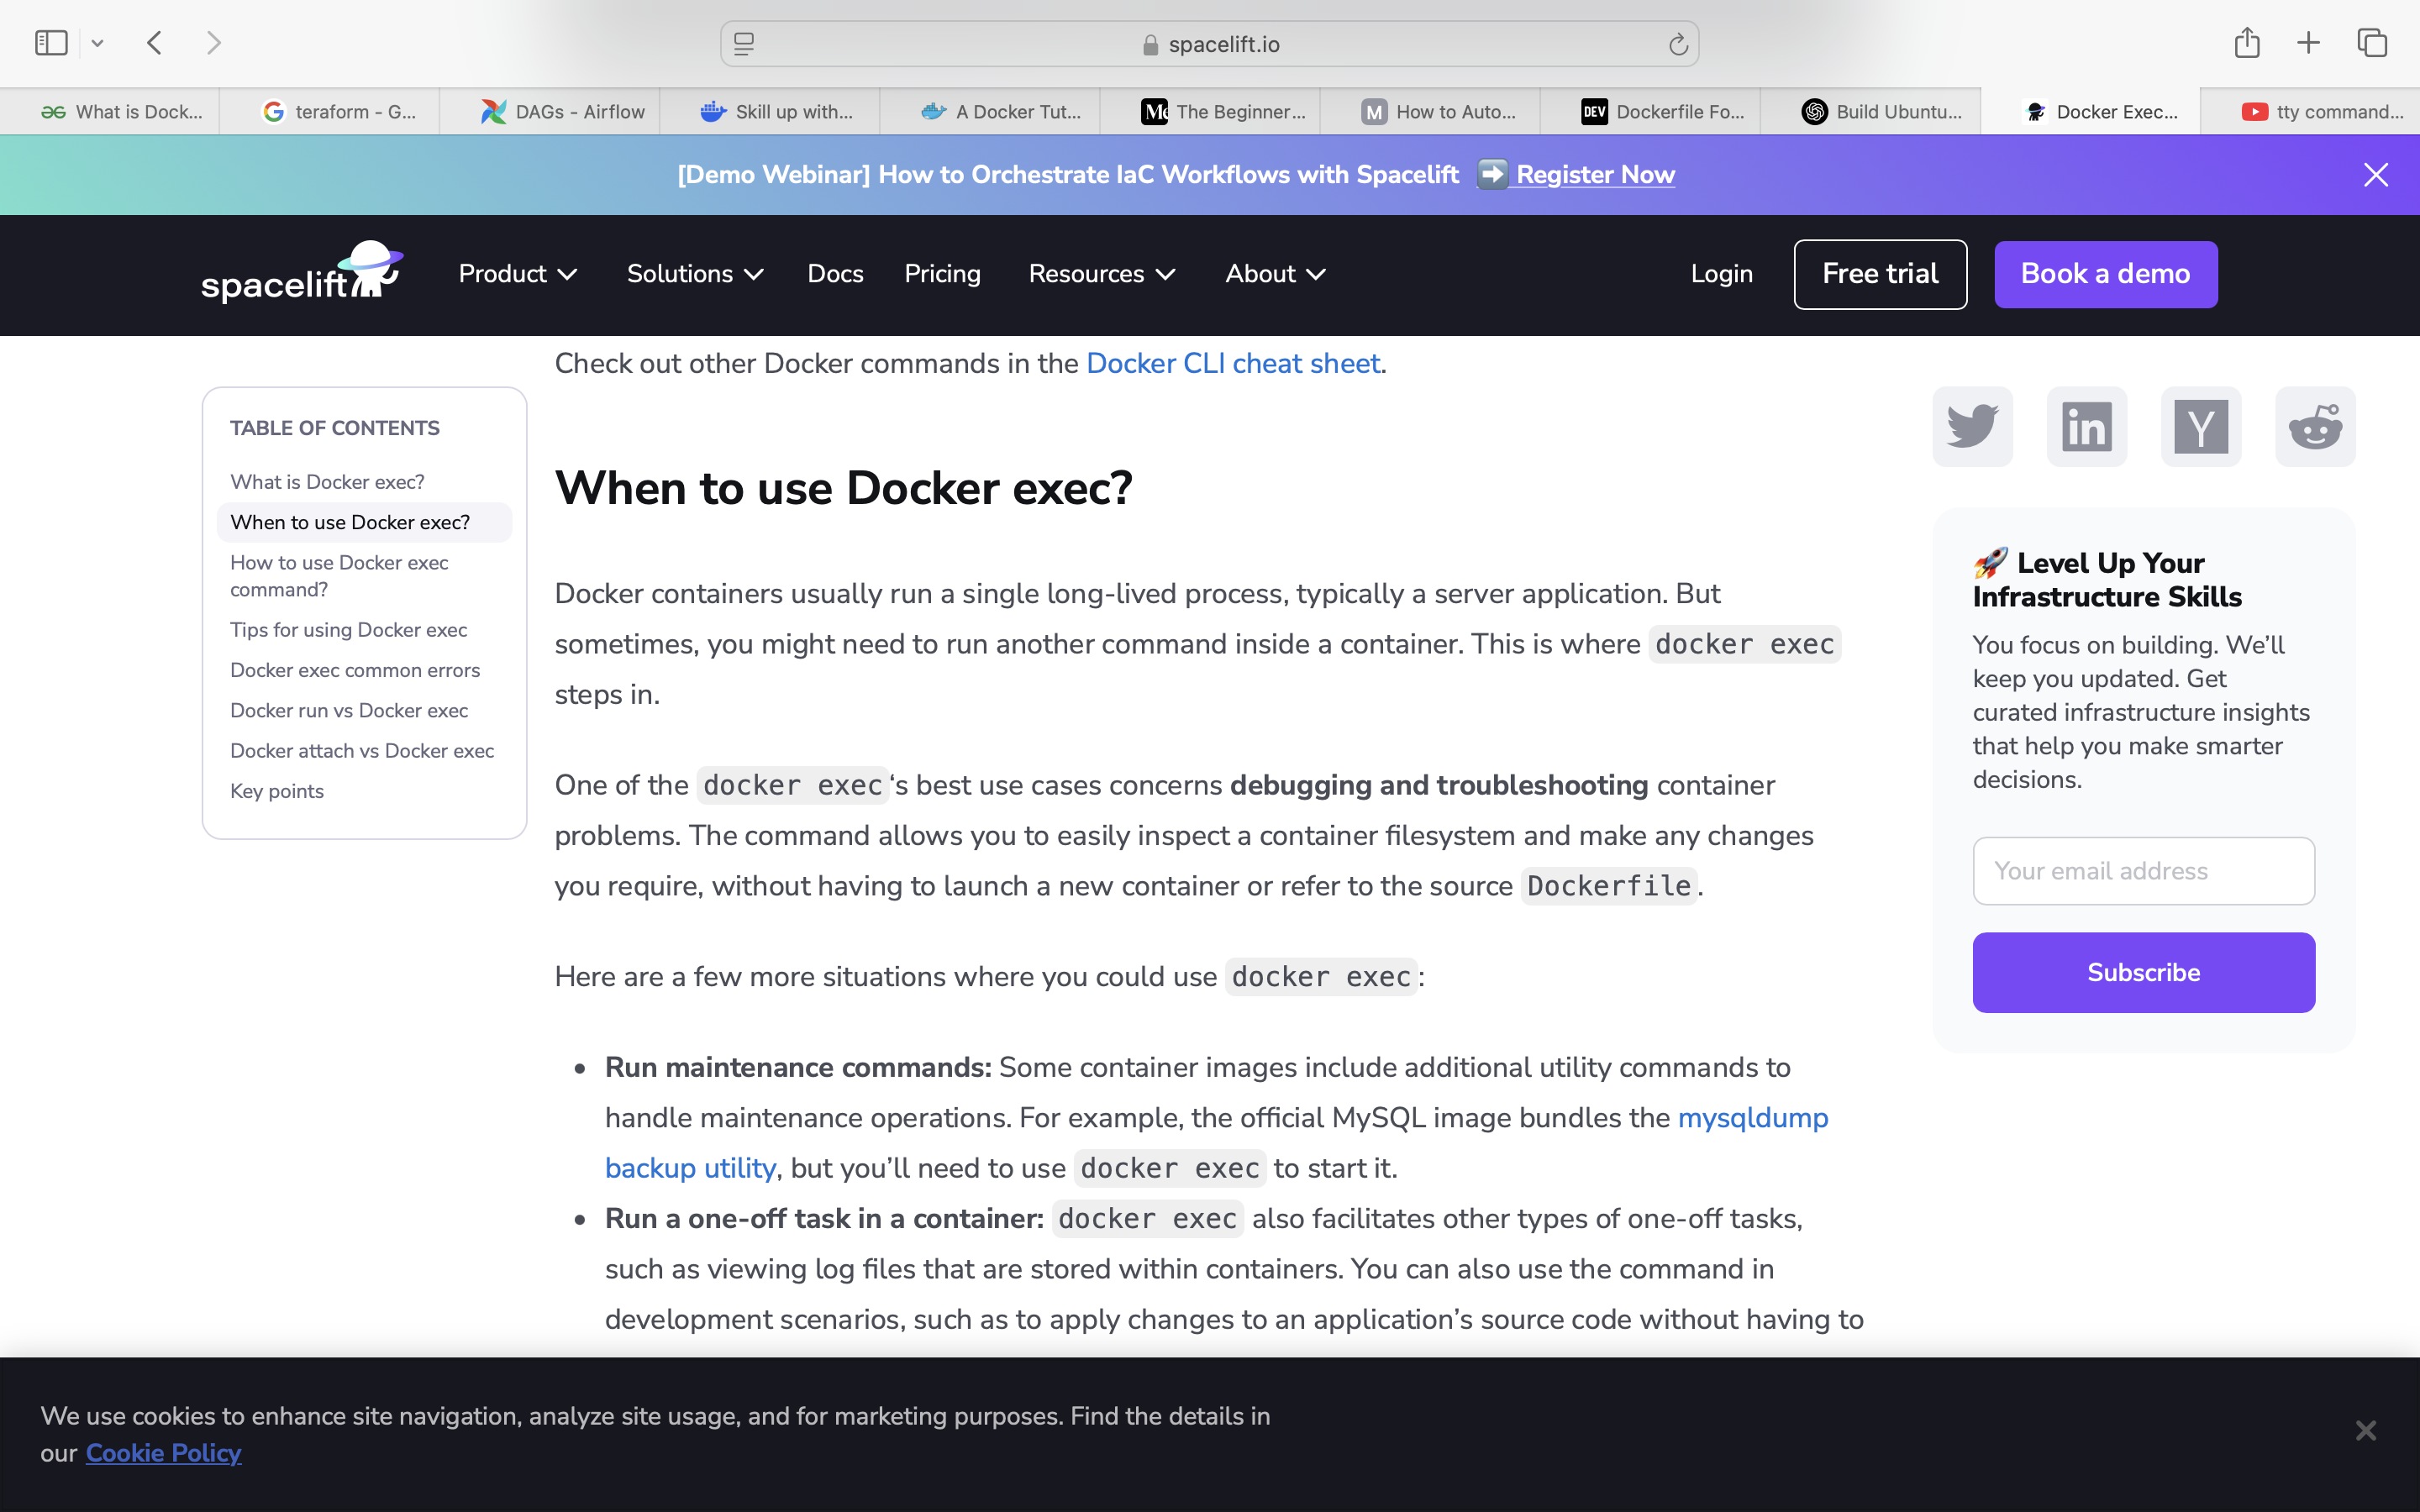 spacelift.io
What is Dock...
teraform - G...
DAGs - Airflow
Skill up with...
A Docker Tut...
The Beginner...
How to Auto...
Dockerfile Fo...
Build Ubuntu...
Docker Exec...
tty command...
[Demo Webinar] How to Orchestrate IaC Workflows with Spacelift ➡️ Register Now
spacelift
Product
Solutions
Docs
Pricing
Resources
About
Login
Free trial
Book a demo
TABLE OF CONTENTS
What is Docker exec?
When to use Docker exec?
How to use Docker exec
command?
Tips for using Docker exec
Docker exec common errors
Docker run vs Docker exec
Docker attach vs Docker exec
Key points
Check out other Docker commands in the Docker CLI cheat sheet.
When to use Docker exec?
Docker containers usually run a single long-lived process, typically a server application. But
sometimes, you might need to run another command inside a container. This is where docker exec
steps in.
One of the docker exec‘s best use cases concerns debugging and troubleshooting container
problems. The command allows you to easily inspect a container filesystem and make any changes
you require, without having to launch a new container or refer to the source Dockerfile.
Here are a few more situations where you could use docker exec:
• Run maintenance commands: Some container images include additional utility commands to
handle maintenance operations. For example, the official MySQL image bundles the mysqldump
backup utility, but you’ll need to use docker exec to start it.
• Run a one-off task in a container: docker exec also facilitates other types of one-off tasks,
such as viewing log files that are stored within containers. You can also use the command in
development scenarios, such as to apply changes to an application’s source code without having to
🚀 Level Up Your
Infrastructure Skills
You focus on building. We’ll
keep you updated. Get
curated infrastructure insights
that help you make smarter
decisions.
Your email address
Subscribe
We use cookies to enhance site navigation, analyze site usage, and for marketing purposes. Find the details in
our Cookie Policy